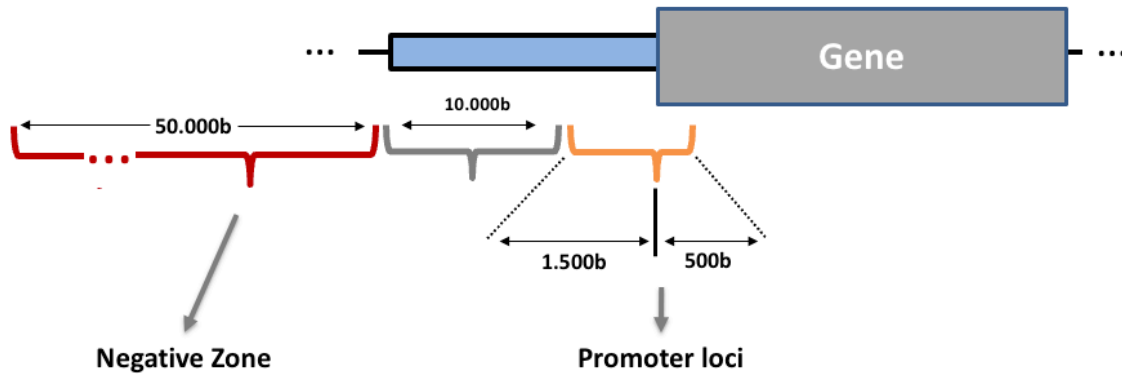 ... Gene ...
10.000b
50.000b
...
1.500b 500b
Negative Zone Promoter loci